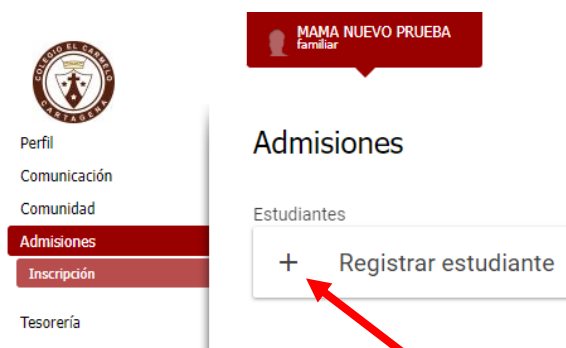 COLEGIO EL CARMELO
CARTAGENA
MAMA NUEVO PRUEBA
familiar
Perfil
Comunicación
Comunidad
Admisiones
Inscripción
Tesorería
Admisiones
Estudiantes
+ Registrar estudiante